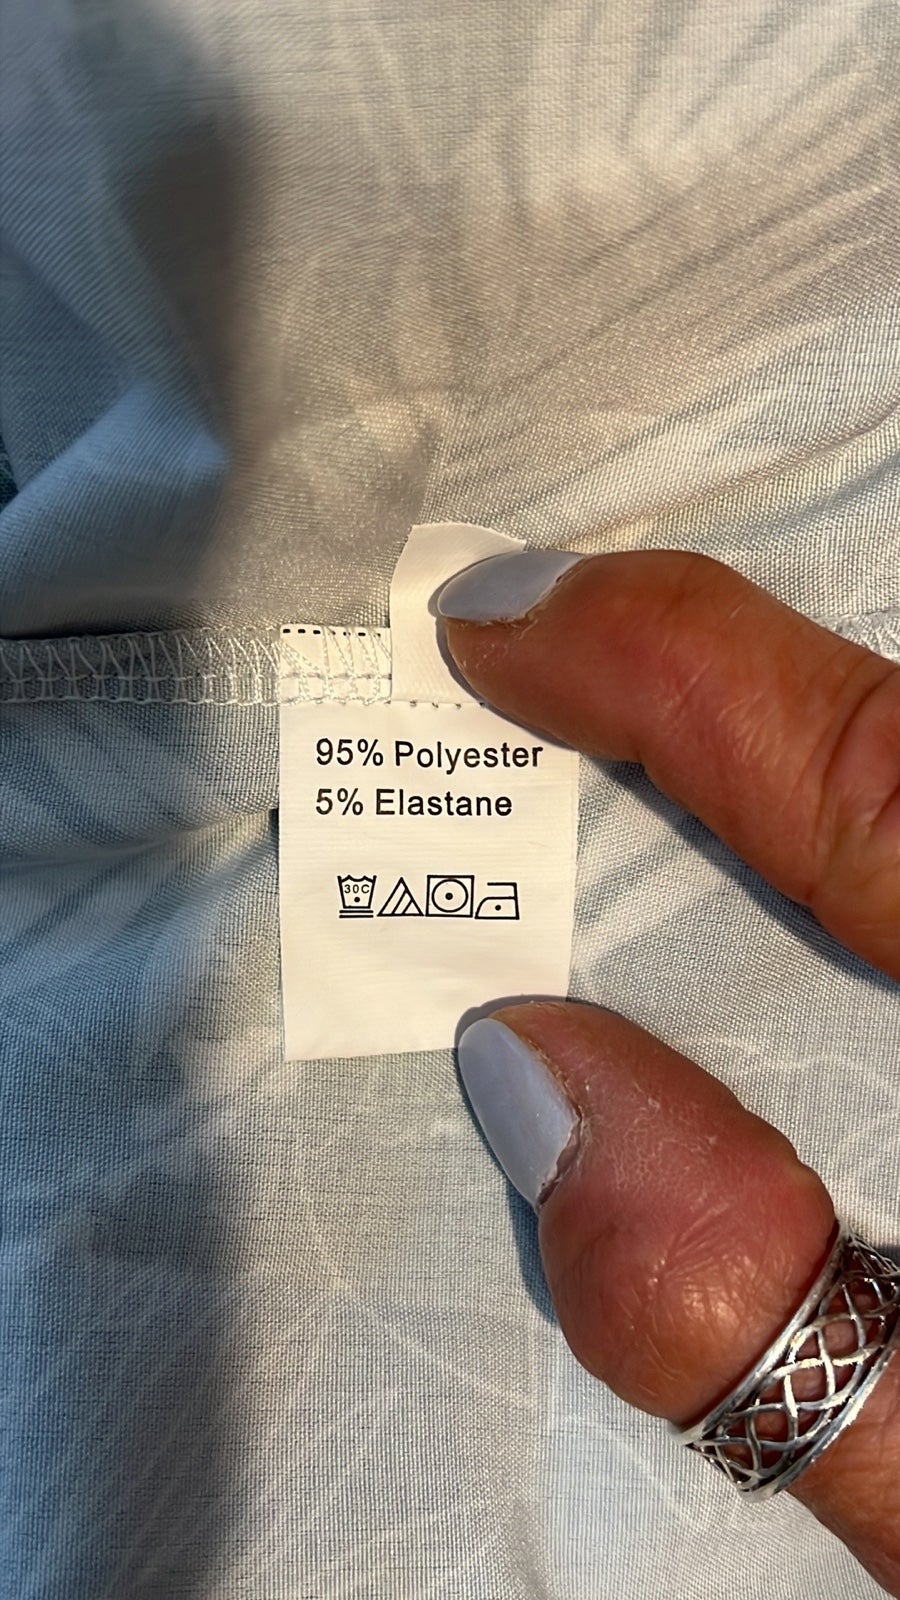 95% Polyester
5% Elastane
30C